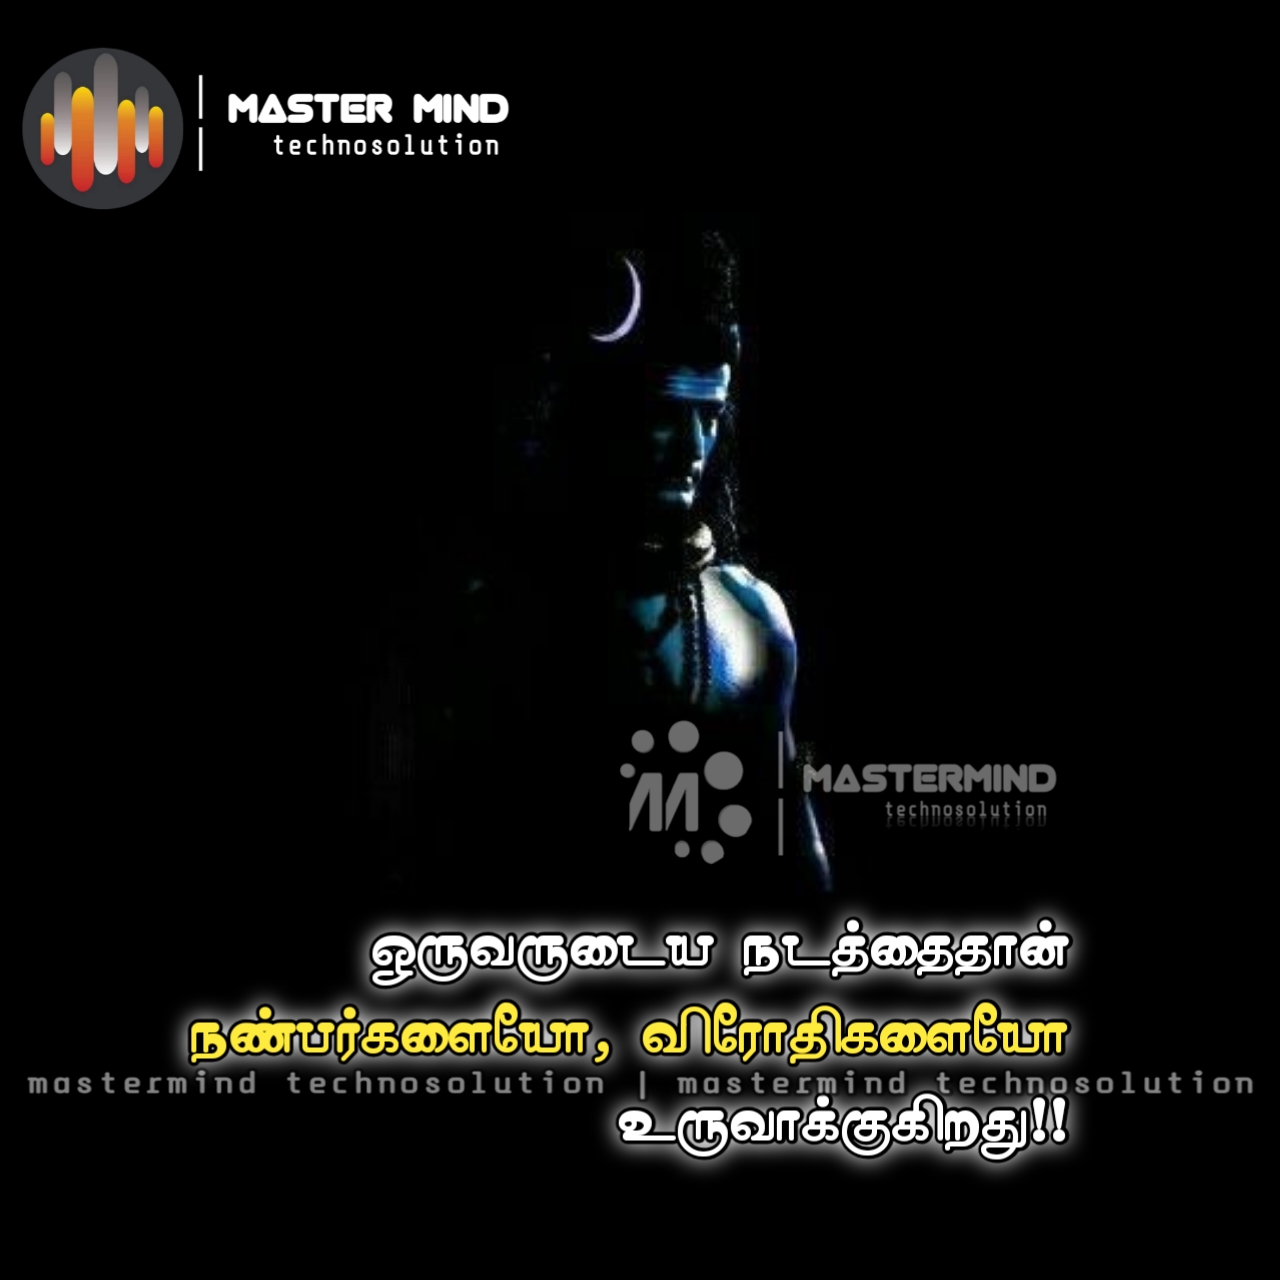 MASTER MIND
technosolution
MASTERMIND
technosolution
ஒருவருடைய நடத்தைதான்
நண்பர்களையோ, விரோதிகளையோ
mastermind technosolution | mastermind technosolution
உருவாக்குகிறது!!